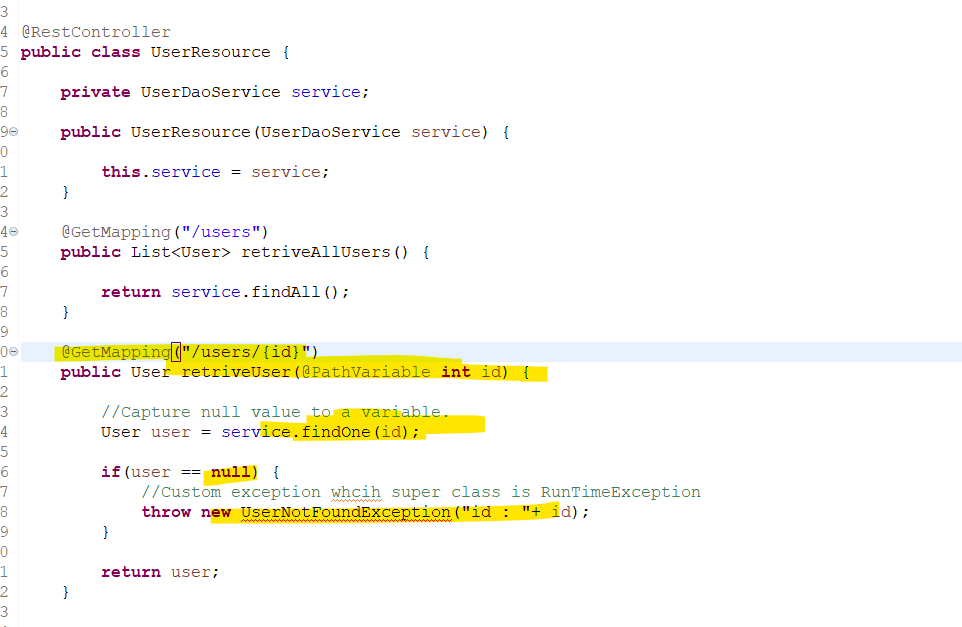 3
4 @RestController
5 public class UserResource {
6
7     private UserDaoService service;
8
9     public UserResource(UserDaoService service) {
0
1         this.service = service;
2     }
3
4     @GetMapping("/users")
5     public List<User> retriveAllUsers() {
6
7         return service.findAll();
8     }
9
0     @GetMapping("/users/{id}")
1     public User retriveUser(@PathVariable int id) {
2
3         //Capture null value to a variable.
4         User user = service.findOne(id);
5
6         if(user == null) {
7             //Custom exception whcih super class is RunTimeException
8             throw new UserNotFoundException("id : "+ id);
9         }
0
1         return user;
2     }
3